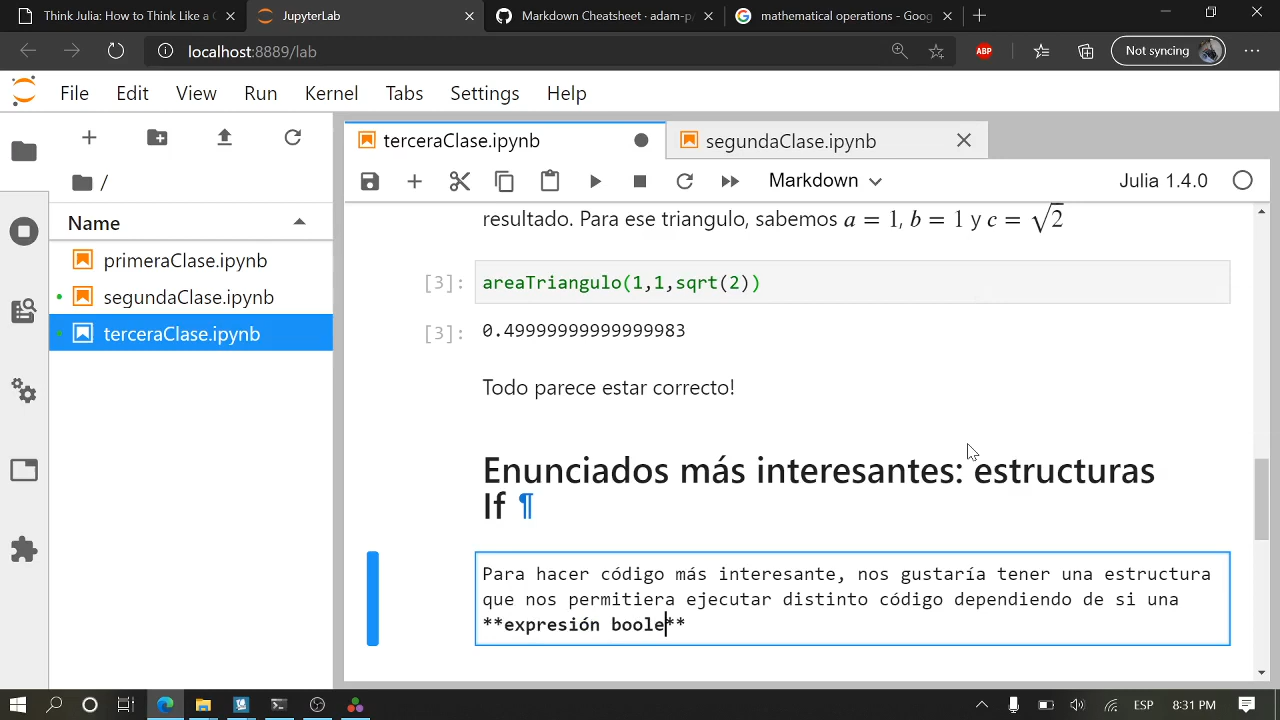 Think Julia: How to Think Like a C
JupyterLab
Markdown Cheatsheet · adam-p
mathematical operations - Goog
localhost:8889/lab
ABP
Not syncing
File Edit View Run Kernel Tabs Settings Help
terceraClase.ipynb
segundaClase.ipynb
/
Markdown
Julia 1.4.0
Name
primeraClase.ipynb
segundaClase.ipynb
terceraClase.ipynb
resultado. Para ese triangulo, sabemos a = 1, b = 1 y c = √2
[3]: areaTriangulo(1,1,sqrt(2))
[3]: 0.49999999999999983
Todo parece estar correcto!
Enunciados más interesantes: estructuras
If ¶
Para hacer código más interesante, nos gustaría tener una estructura
que nos permitiera ejecutar distinto código dependiendo de si una
**expresión boole**
ESP
8:31 PM